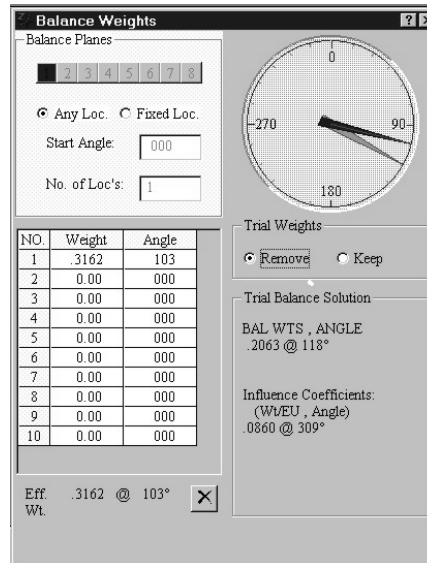 Balance Weights
Balance Planes
1 2 3 4 5 6 7 8
Any Loc. Fixed Loc.
Start Angle: 000
No. of Loc's: 1
0
270 90
180
NO. Weight Angle
1 .3162 103
2 0.00 000
3 0.00 000
4 0.00 000
5 0.00 000
6 0.00 000
7 0.00 000
8 0.00 000
9 0.00 000
10 0.00 000
Eff. Wt. .3162 @ 103°
Trial Weights
Remove Keep
Trial Balance Solution
BAL WTS , ANGLE
.2063 @ 118°
Influence Coefficients:
(Wt/EU , Angle)
.0860 @ 309°